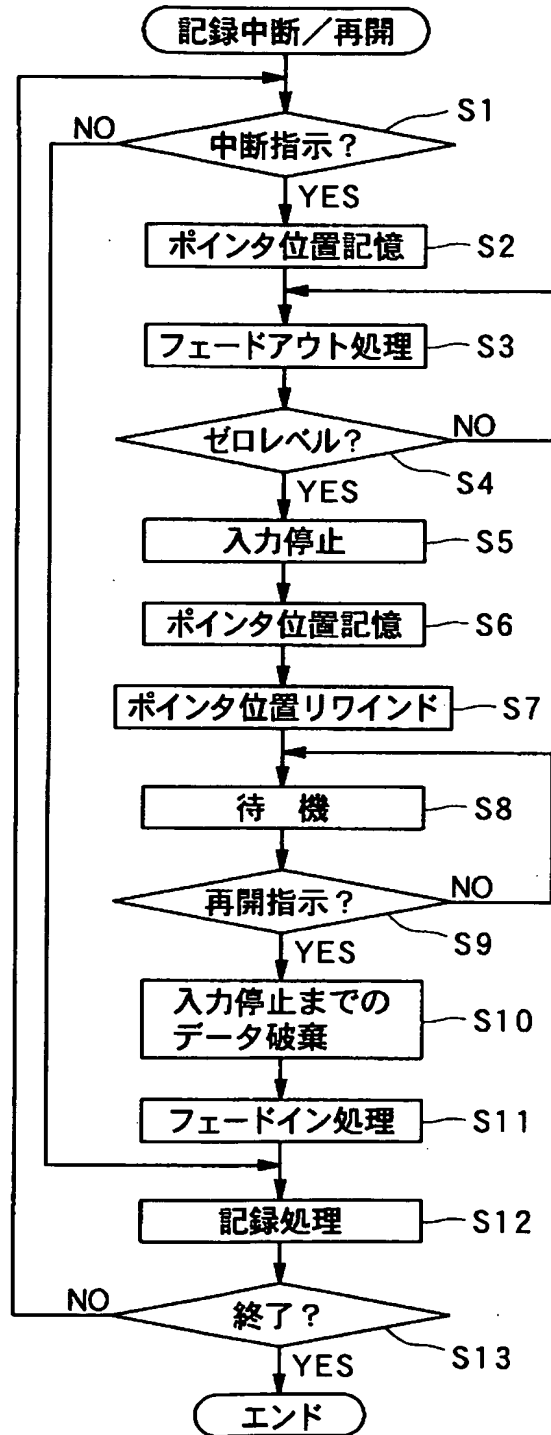 記録中断／再開
S1
NO
中断指示？
YES
ポインタ位置記憶
S2
フェードアウト処理
S3
ゼロレベル？
NO
S4
YES
入力停止
S5
ポインタ位置記憶
S6
ポインタ位置リワインド
S7
待 機
S8
再開指示？
NO
S9
YES
入力停止までの
データ破棄
S10
フェードイン処理
S11
記録処理
S12
NO
終了？
S13
YES
エンド